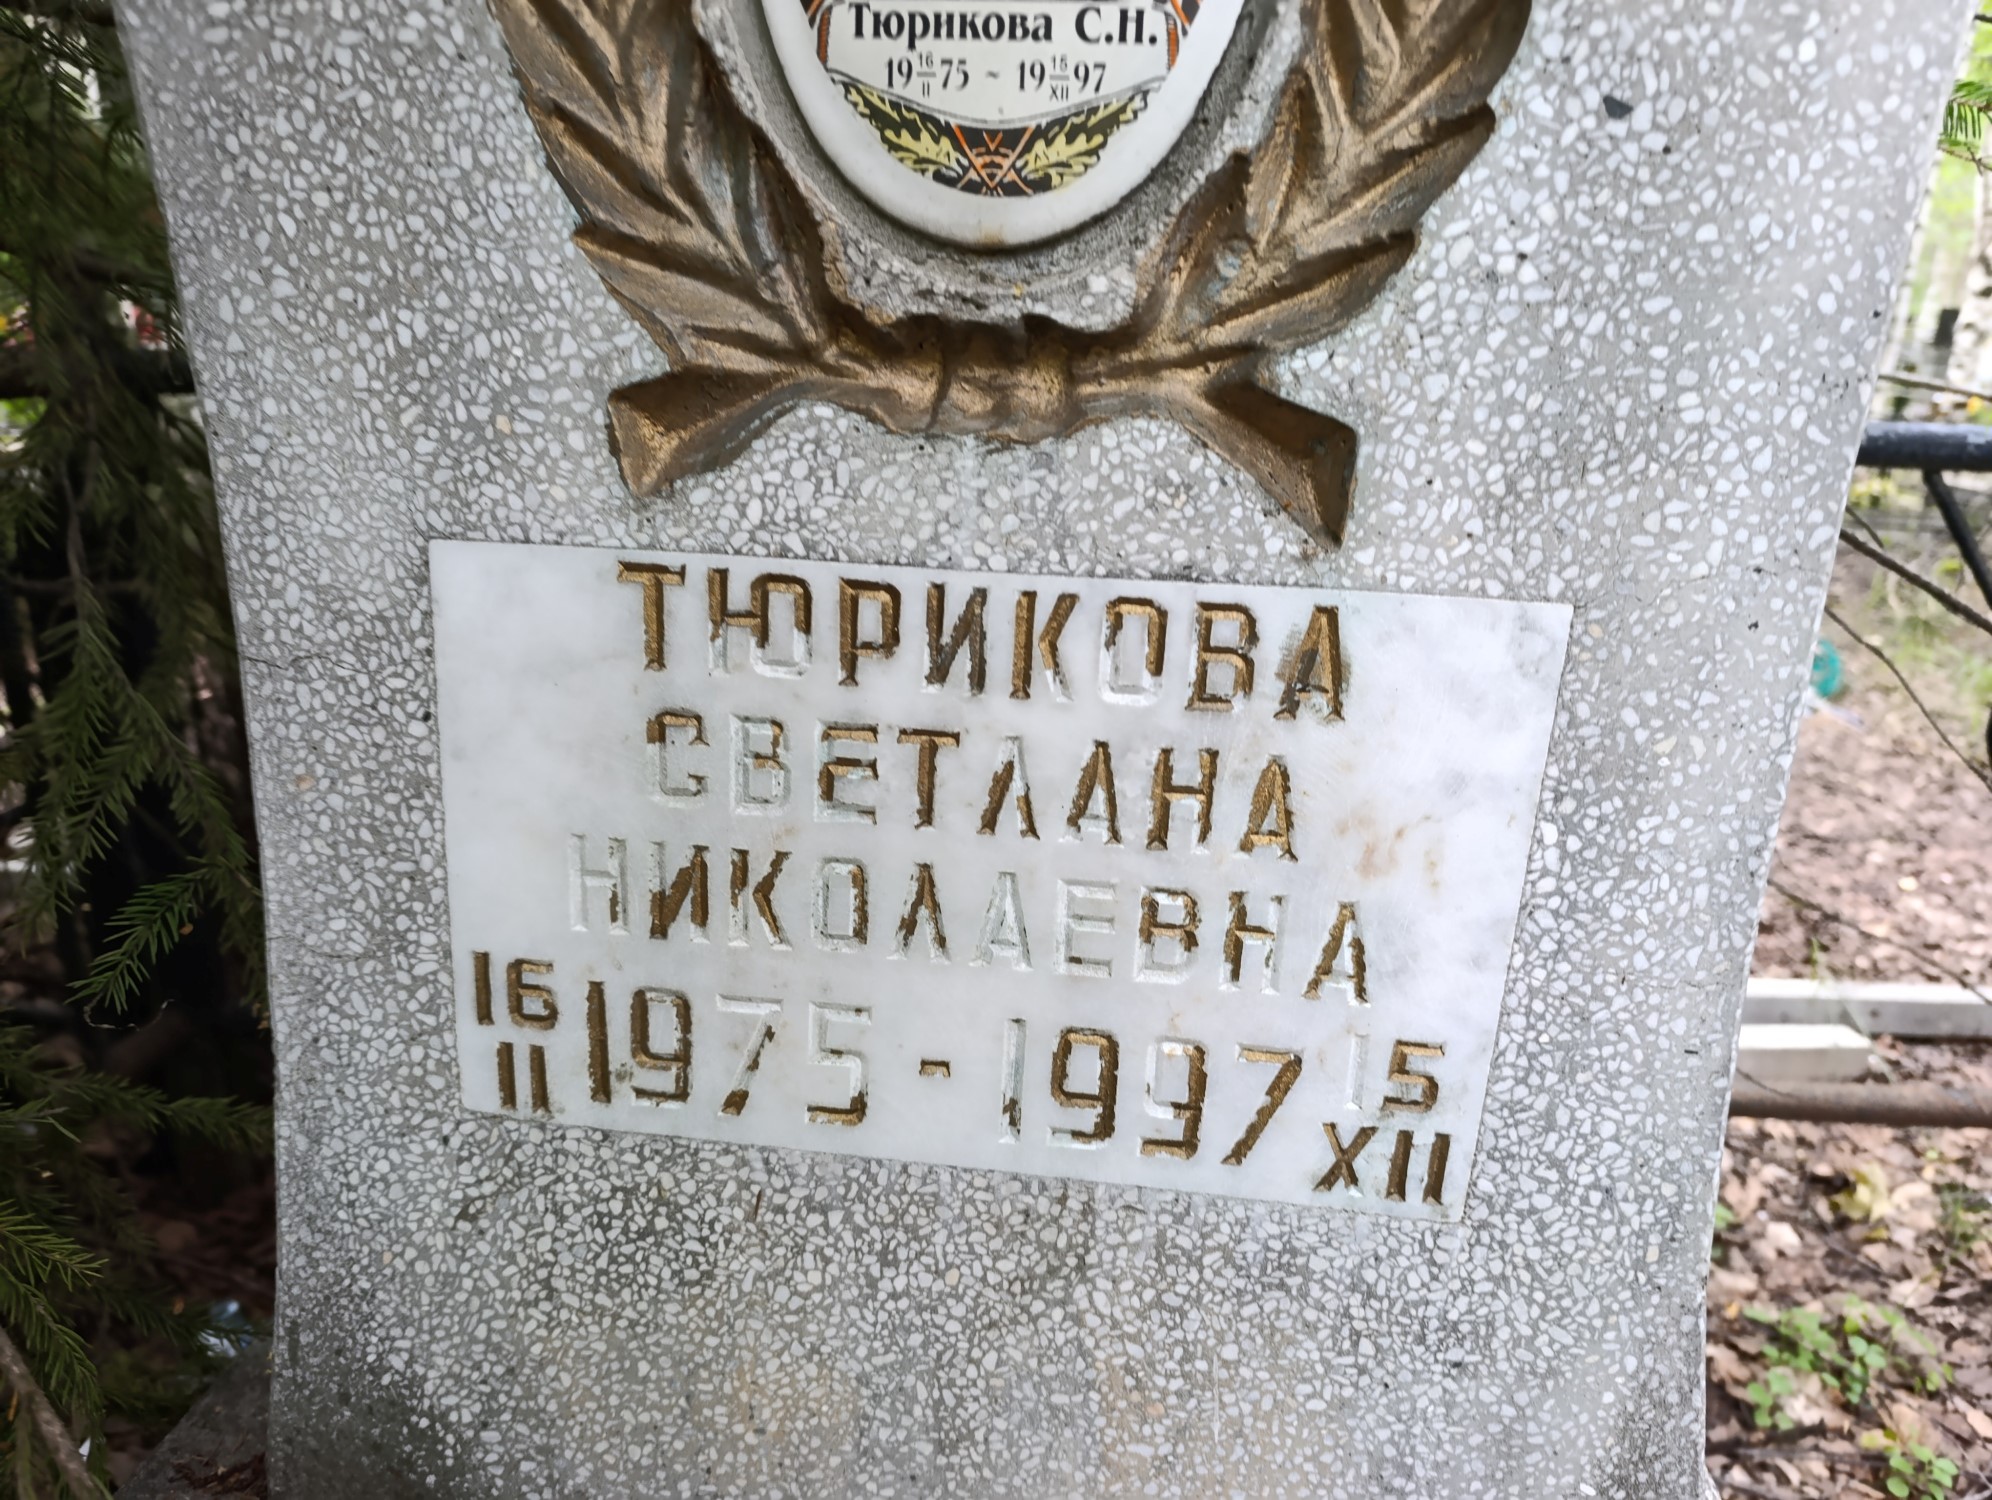 Тюрикова С.Н.
19 16/II 75 ~ 19 15/XII 97
ТЮРИКОВА
СВЕТЛАНА
НИКОЛАЕВНА
16/II 1975 - 1997 15/XII